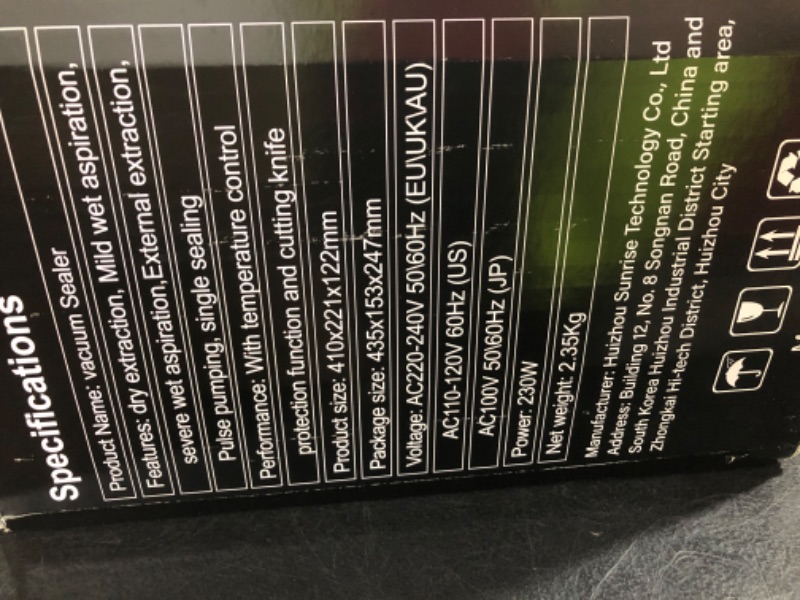 Specifications
Product Name: vacuum Sealer
Features: dry extraction, Mild wet aspiration,
severe wet aspiration, External extraction,
Pulse pumping, single sealing
Performance: With temperature control
protection function and cutting knife
Product size: 410x221x122mm
Package size: 435x153x247mm
Voltage: AC220-240V 50\60Hz (EU\UK\AU)
AC110-120V 60Hz (US)
AC100V 50\60Hz (JP)
Power: 230W
Net weight: 2.35Kg
Manufacturer: Huizhou Sunrise Technology Co., Ltd
Address: Building 12, No. 8 Songnan Road, China and
South Korea Huizhou Industrial District Starting area,
Zhongkai Hi-tech District, Huizhou City